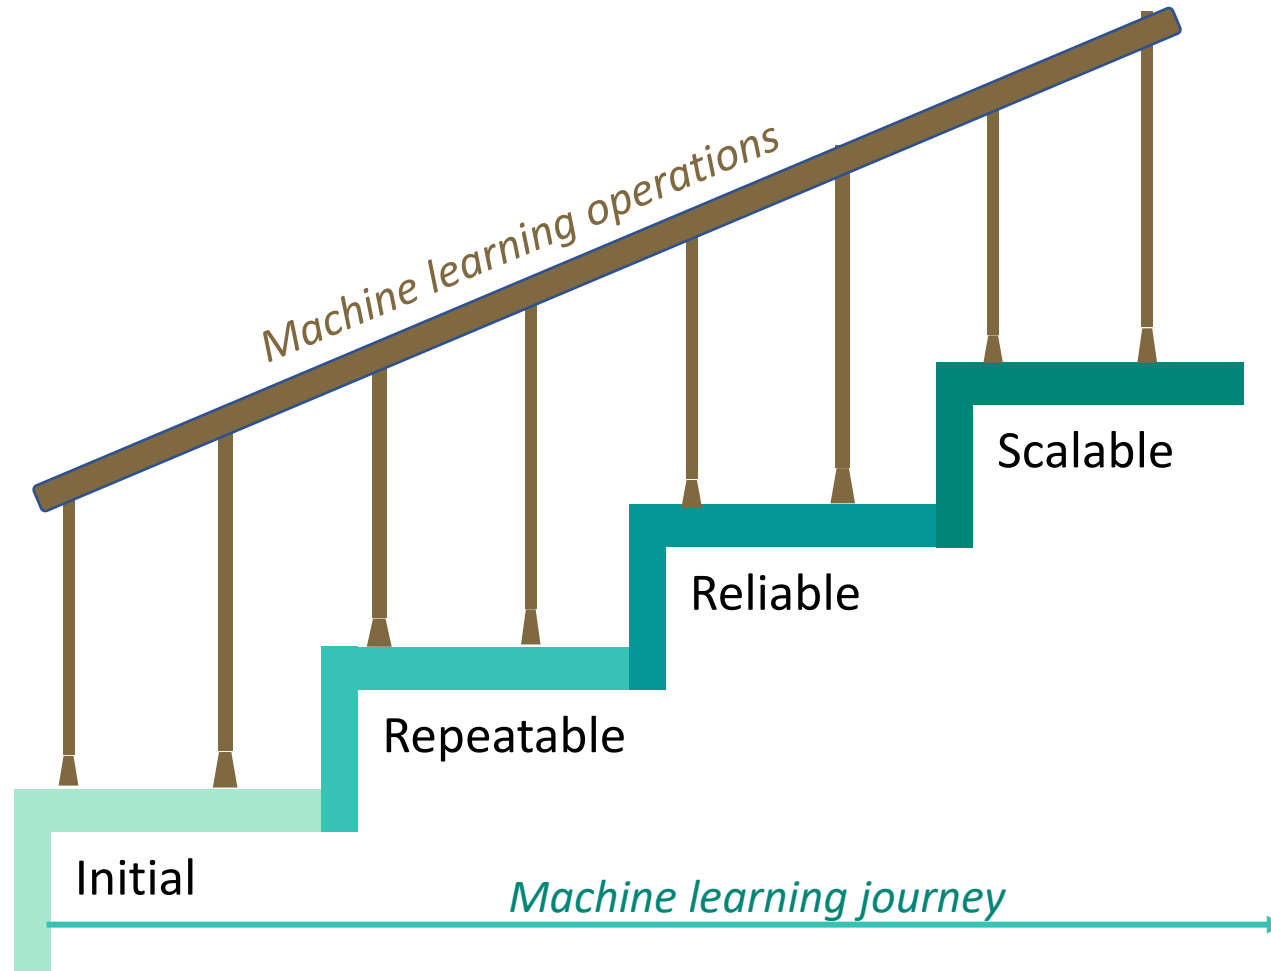 Machine learning operations
Scalable
Reliable
Repeatable
Initial
Machine learning journey